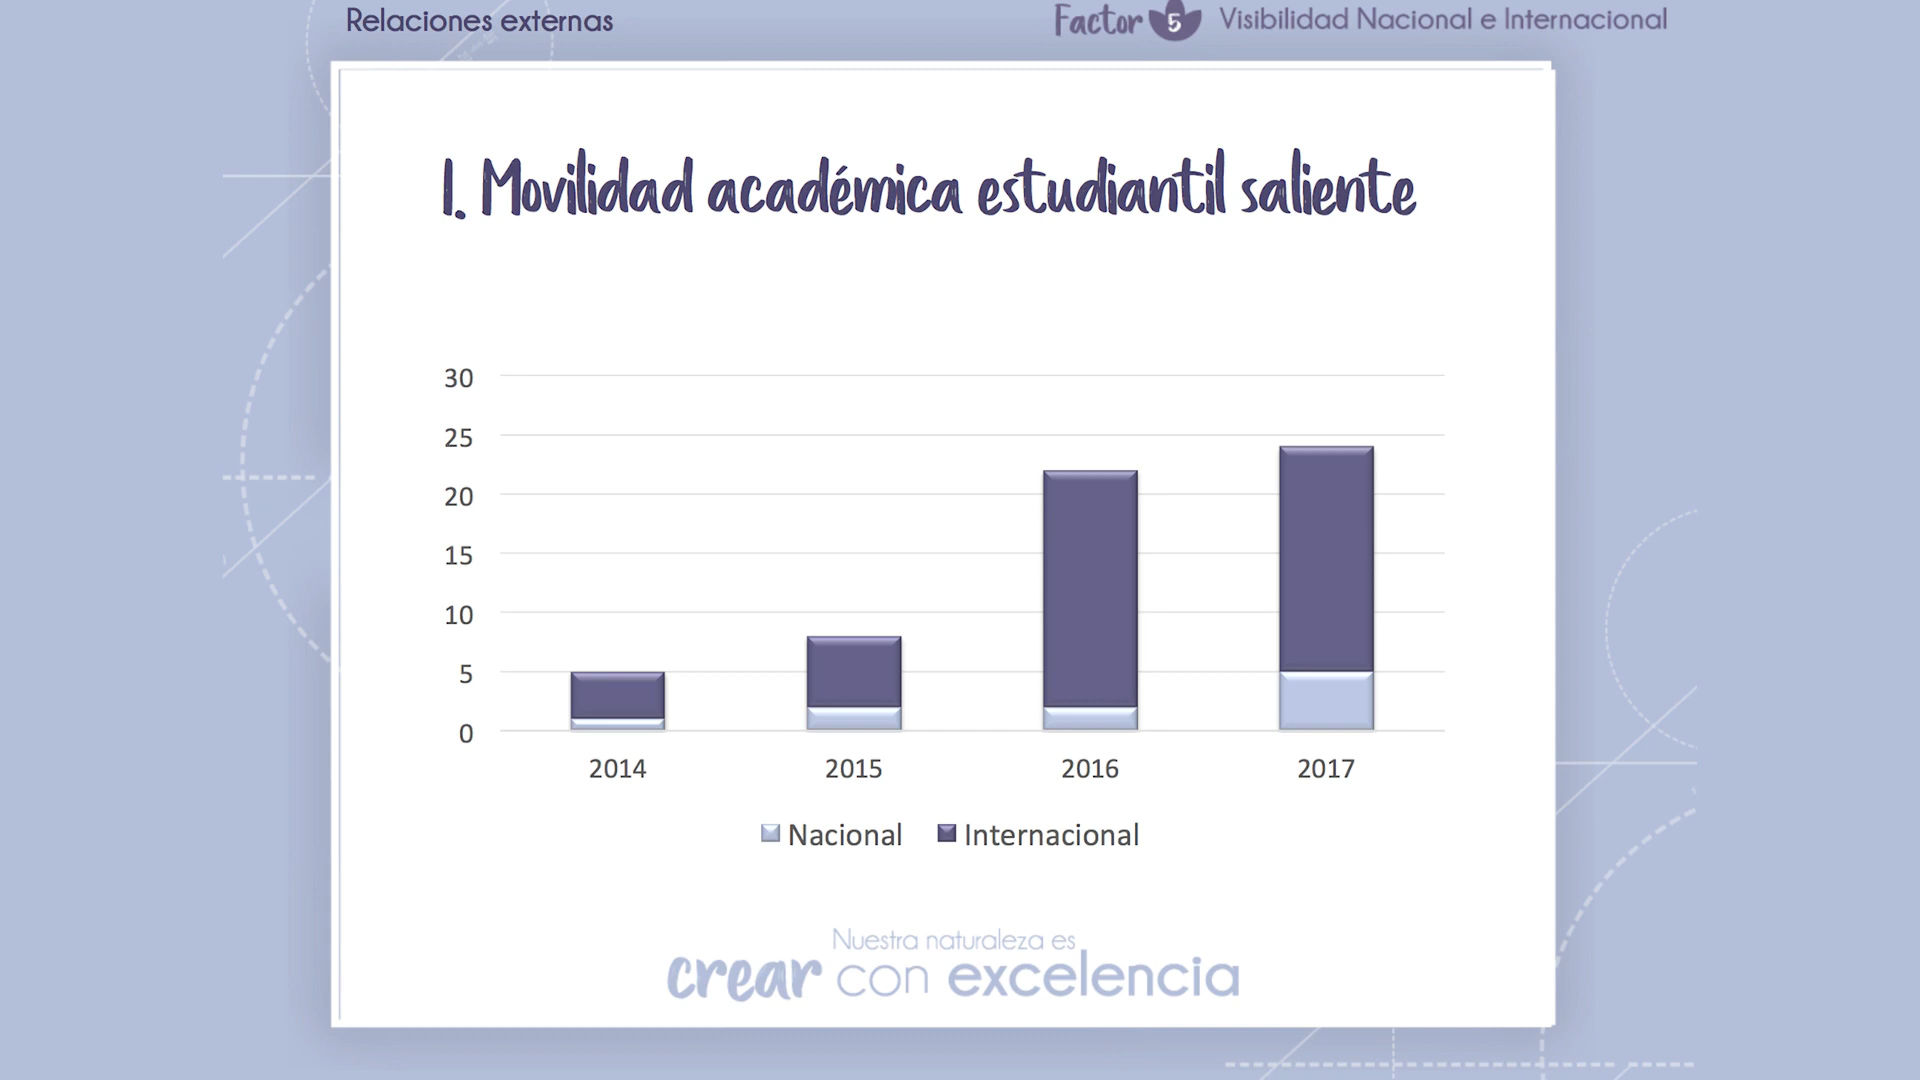 Relaciones externas
Factor 5 Visibilidad Nacional e Internacional
1. Movilidad académica estudiantil saliente
30
25
20
15
10
5
0
2014 2015 2016 2017
Nacional Internacional
Nuestra naturaleza es
crear con excelencia